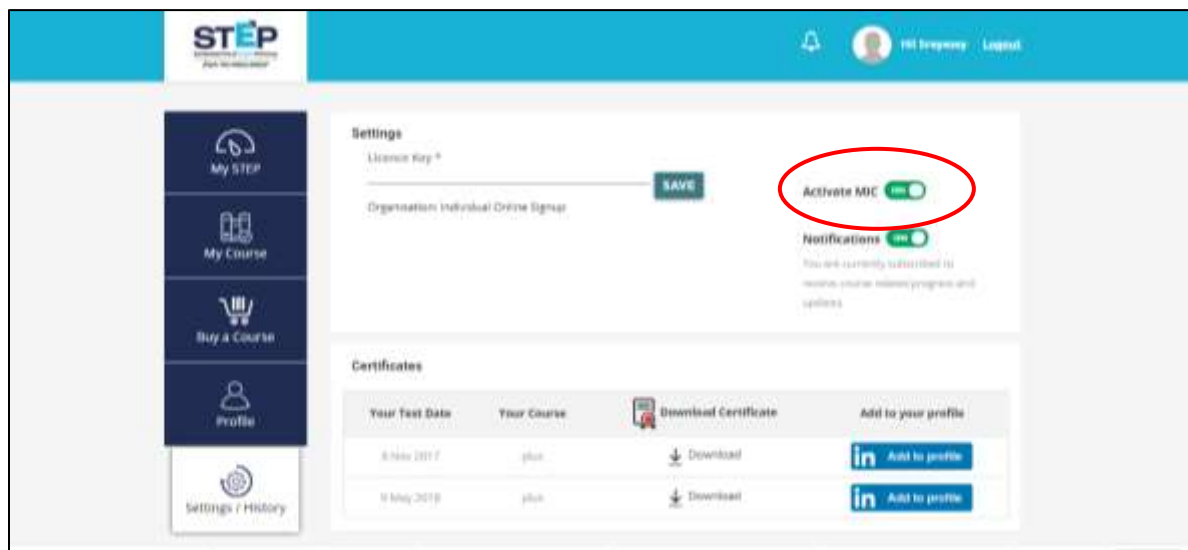 STEP
Logout
My STEP
My Course
Buy a Course
Profile
Settings / History
Settings
Licence Key *
SAVE
Organisation: Individual Online Signup
Activate MIC ON
Notifications ON
You are currently subscribed to
receive course related progress and
updates
Certificates
Your Test Date Your Course Download Certificate Add to your profile
8 Nov 2017 plus Download in Add to profile
9 May 2018 plus Download in Add to profile